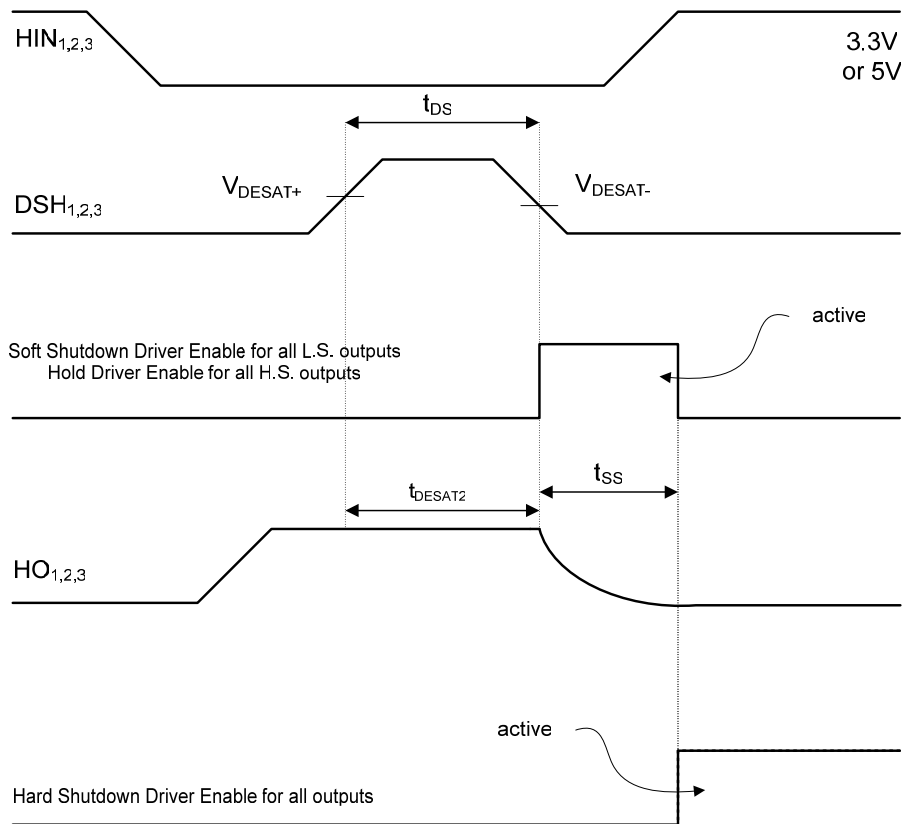 HIN1,2,3
3.3V
or 5V
tDS
VDESAT+
VDESAT-
DSH1,2,3
active
Soft Shutdown Driver Enable for all L.S. outputs
Hold Driver Enable for all H.S. outputs
tSS
tDESAT2
HO1,2,3
active
Hard Shutdown Driver Enable for all outputs